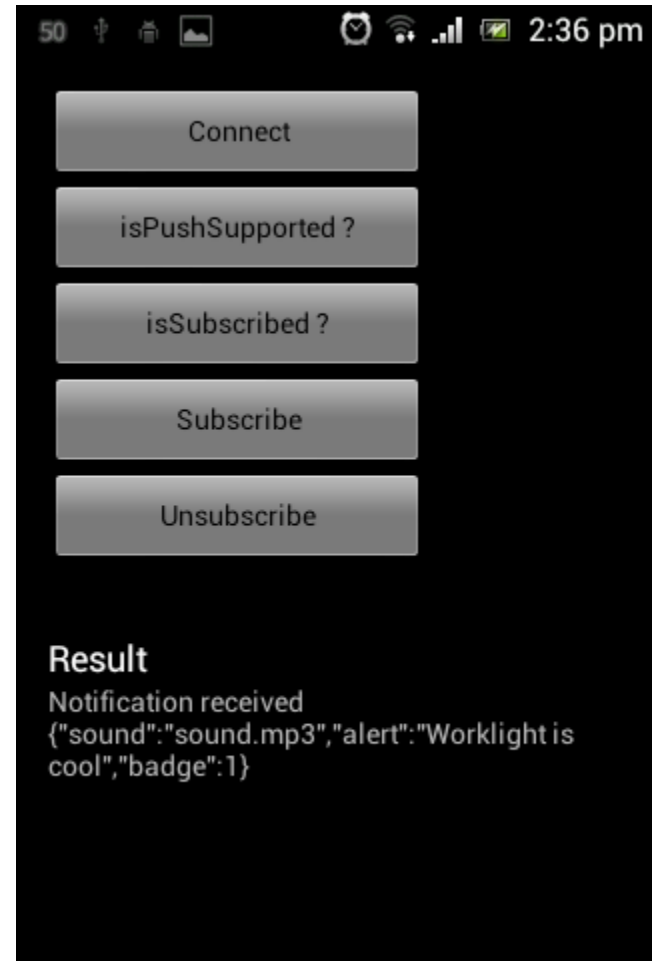 50 2:36 pm
Connect
isPushSupported ?
isSubscribed ?
Subscribe
Unsubscribe
Result
Notification received
{"sound":"sound.mp3","alert":"Worklight is
cool","badge":1}